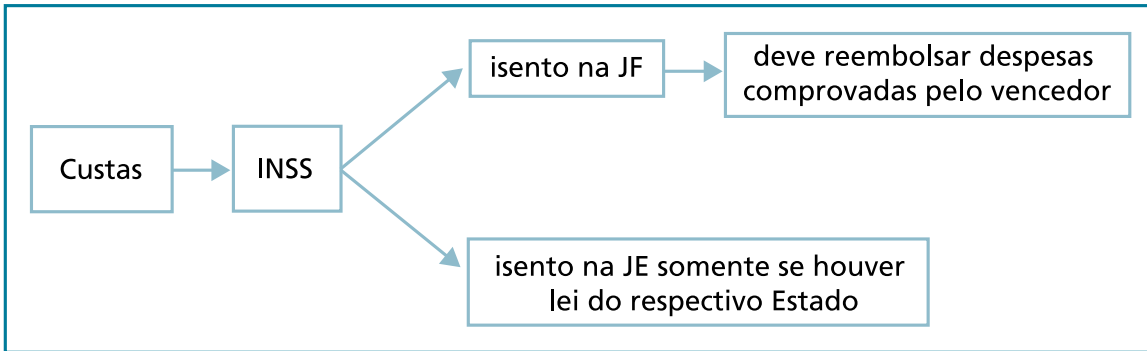 Custas
INSS
isento na JF
deve reembolsar despesas
comprovadas pelo vencedor
isento na JE somente se houver
lei do respectivo Estado